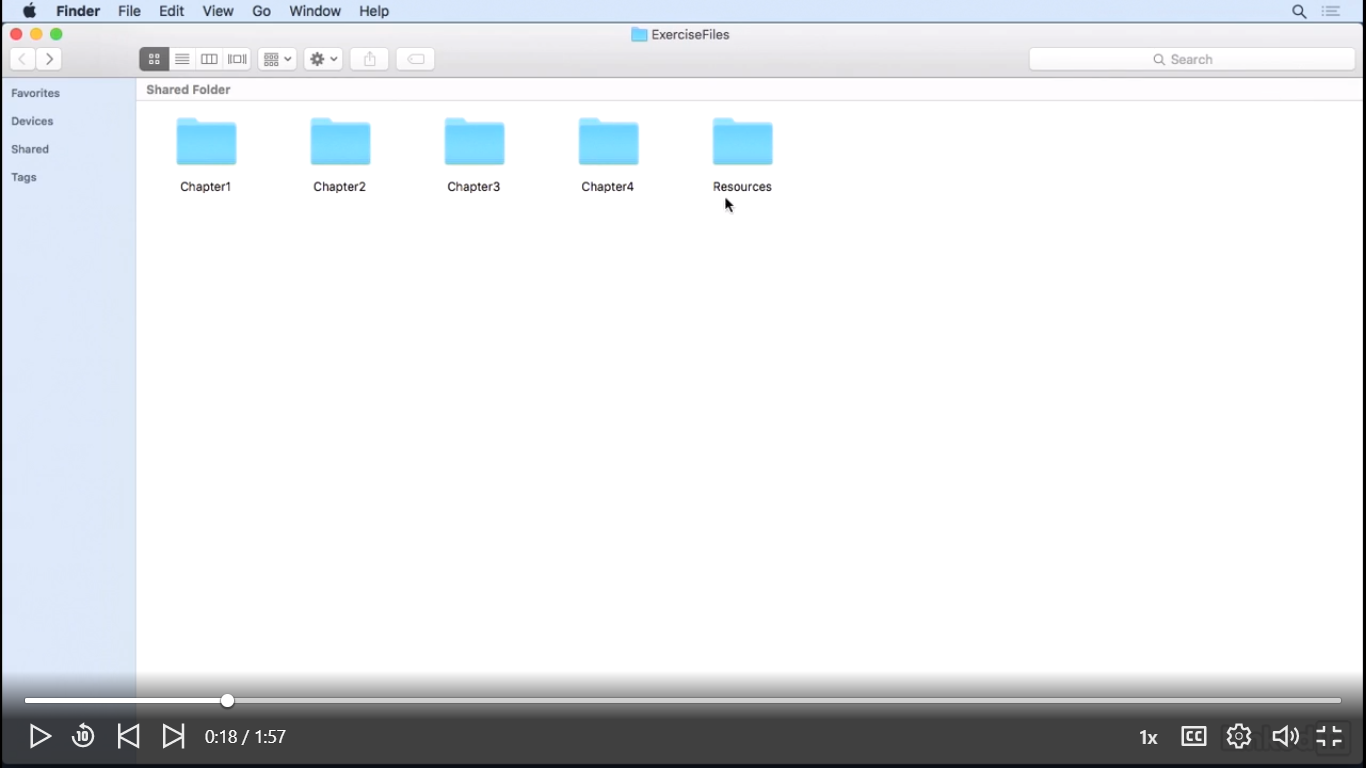 Finder File Edit View Go Window Help
ExerciseFiles
Search
Favorites
Devices
Shared
Tags
Shared Folder
Chapter1 Chapter2 Chapter3 Chapter4 Resources
10 0:18 / 1:57 1x CC